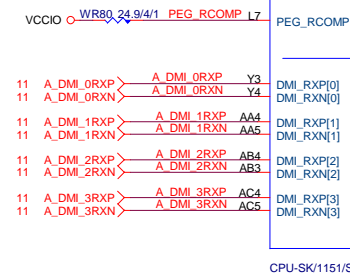 VCCIO WR80 24.9/4/1 PEG_RCOMP L7 PEG_RCOMP
11 A_DMI_0RXP A_DMI_0RXP Y3 DMI_RXP[0]
11 A_DMI_0RXN A_DMI_0RXN Y4 DMI_RXN[0]
11 A_DMI_1RXP A_DMI_1RXP AA4 DMI_RXP[1]
11 A_DMI_1RXN A_DMI_1RXN AA5 DMI_RXN[1]
11 A_DMI_2RXP A_DMI_2RXP AB4 DMI_RXP[2]
11 A_DMI_2RXN A_DMI_2RXN AB3 DMI_RXN[2]
11 A_DMI_3RXP A_DMI_3RXP AC4 DMI_RXP[3]
11 A_DMI_3RXN A_DMI_3RXN AC5 DMI_RXN[3]
CPU-SK/1151/S